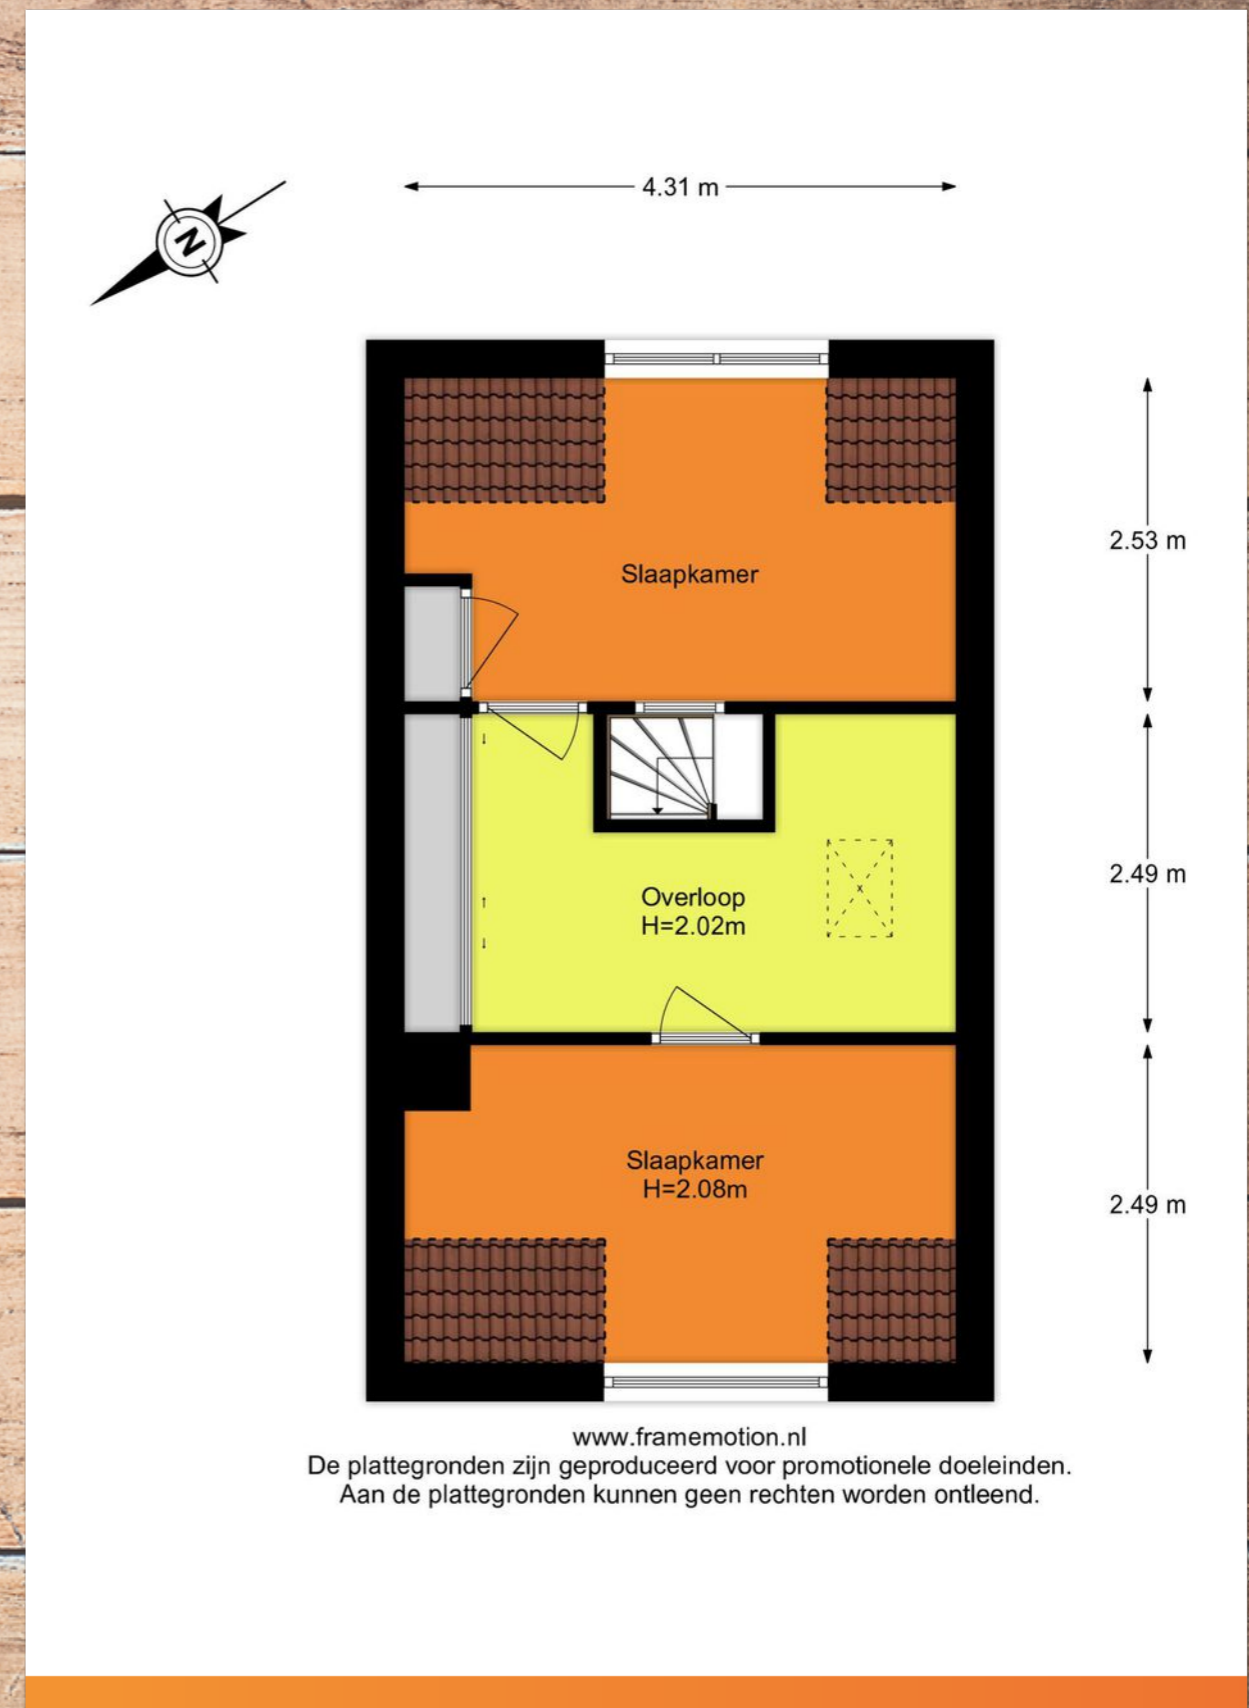 4.31 m
N
2.53 m
Slaapkamer
2.49 m
Overloop
H=2.02m
x
Slaapkamer
H=2.08m
2.49 m
www.framemotion.nl
De plattegronden zijn geproduceerd voor promotionele doeleinden.
Aan de plattegronden kunnen geen rechten worden ontleend.